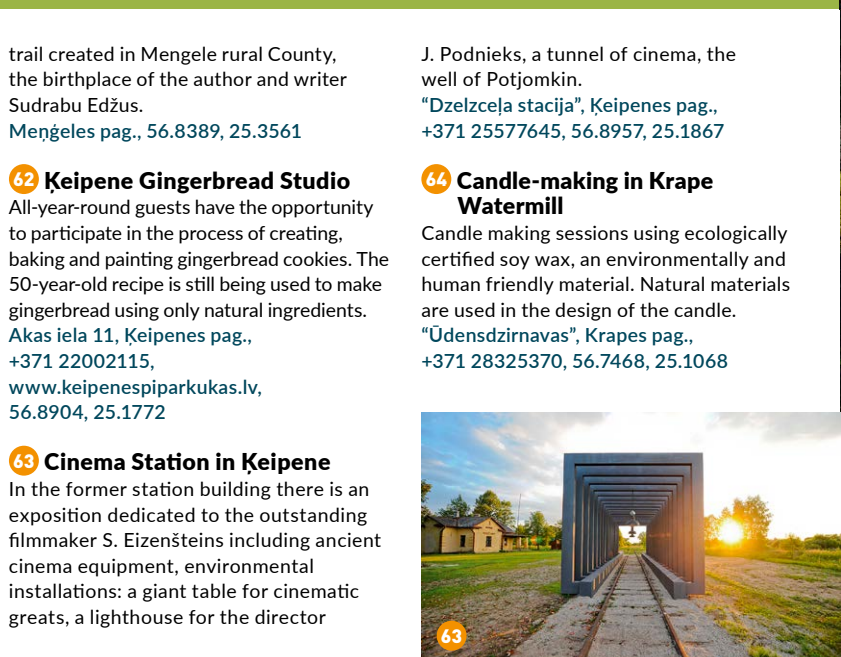 trail created in Mengele rural County,
the birthplace of the author and writer
Sudrabu Edžus.
Meņģeles pag., 56.8389, 25.3561
62 Ķeipene Gingerbread Studio
All-year-round guests have the opportunity
to participate in the process of creating,
baking and painting gingerbread cookies. The
50-year-old recipe is still being used to make
gingerbread using only natural ingredients.
Akas iela 11, Ķeipenes pag.,
+371 22002115,
www.keipenespiparkukas.lv,
56.8904, 25.1772
63 Cinema Station in Ķeipene
In the former station building there is an
exposition dedicated to the outstanding
filmmaker S. Eizenšteins including ancient
cinema equipment, environmental
installations: a giant table for cinematic
greats, a lighthouse for the director
J. Podnieks, a tunnel of cinema, the
well of Potjomkin.
“Dzelzceļa stacija”, Ķeipenes pag.,
+371 25577645, 56.8957, 25.1867
64 Candle-making in Krape
Watermill
Candle making sessions using ecologically
certified soy wax, an environmentally and
human friendly material. Natural materials
are used in the design of the candle.
“Ūdensdzirnavas”, Krapes pag.,
+371 28325370, 56.7468, 25.1068
63